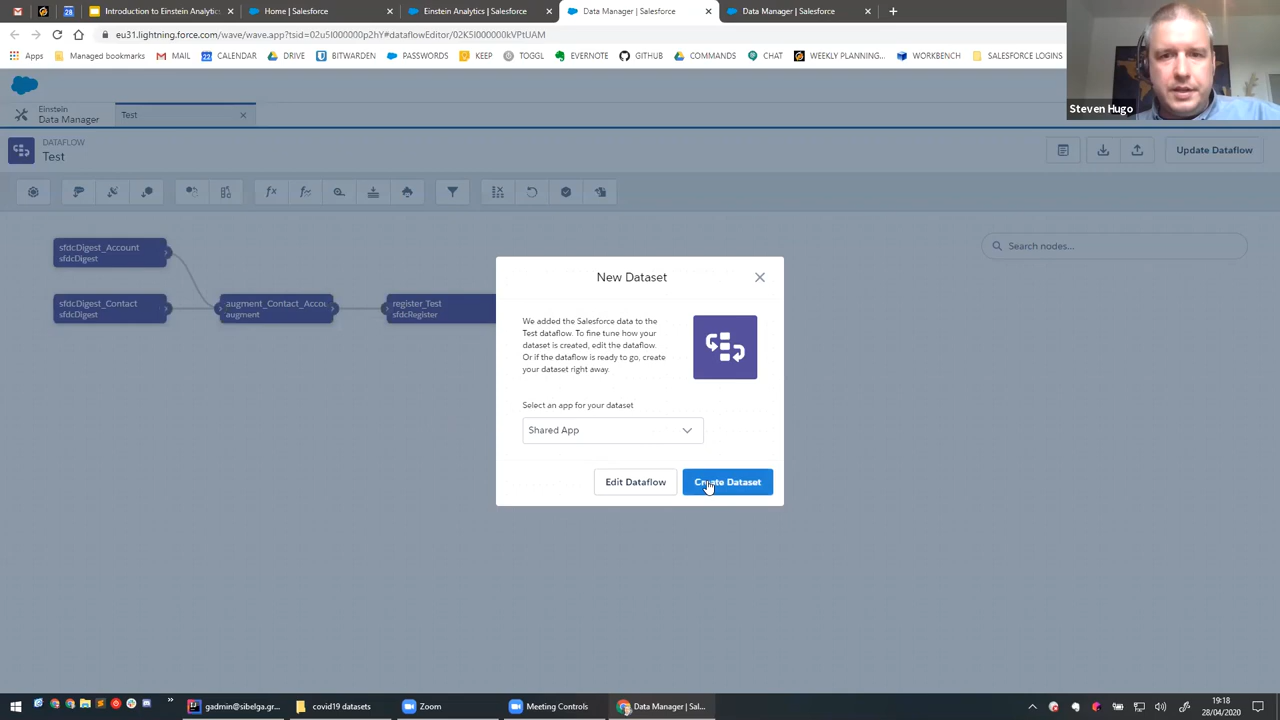 Introduction to Einstein Analytic
Home | Salesforce
Einstein Analytics | Salesforce
Data Manager | Salesforce
Data Manager | Salesforce
eu31.lightning.force.com/wave/wave.app?tsid=02u5I000000p2hY#dataflowEditor/02K5I000000kVPtUAM
Apps
Managed bookmarks
MAIL
CALENDAR
DRIVE
BITWARDEN
PASSWORDS
KEEP
TOGGL
EVERNOTE
GITHUB
COMMANDS
CHAT
WEEKLY PLANNING...
WORKBENCH
SALESFORCE LOGINS
Steven Hugo
Einstein
Data Manager
Test
DATAFLOW
Test
Update Dataflow
Search nodes...
sfdcDigest_Account
sfdcDigest
sfdcDigest_Contact
sfdcDigest
augment_Contact_Accou
augment
register_Test
sfdcRegister
New Dataset
We added the Salesforce data to the
Test dataflow. To fine tune how your
dataset is created, edit the dataflow.
Or if the dataflow is ready to go, create
your dataset right away.
Select an app for your dataset
Shared App
Edit Dataflow
Create Dataset
gadmin@sibelga.gr...
covid19 datasets
Zoom
Meeting Controls
Data Manager | Sal...
19:18
28/04/2020